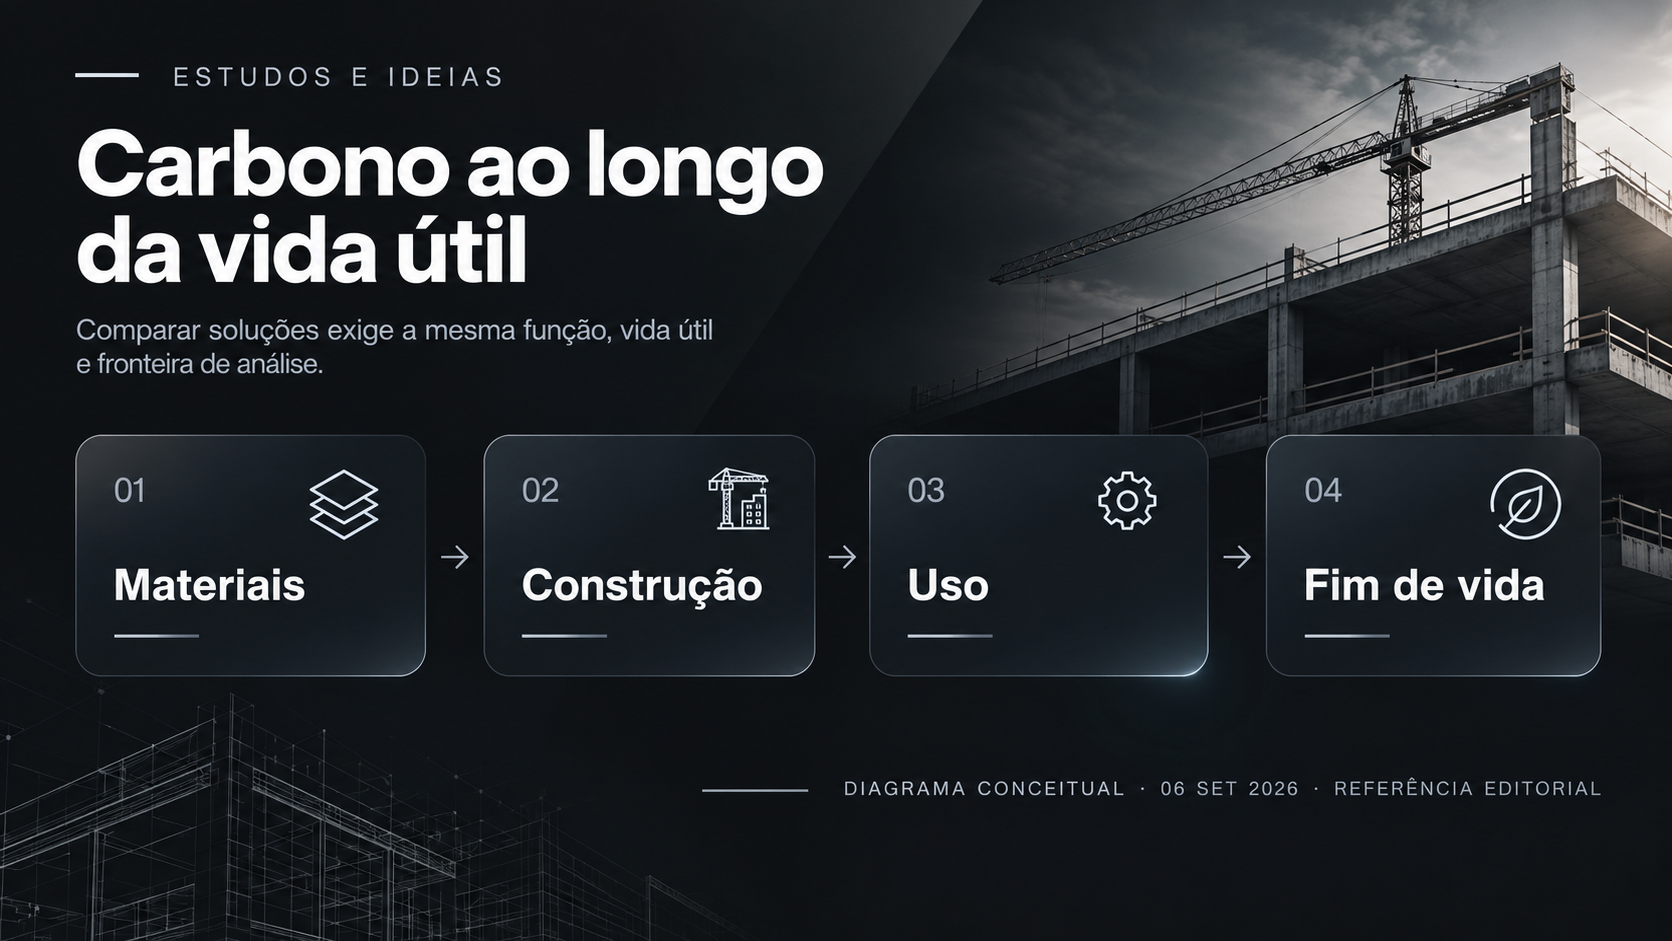 ESTUDOS E IDEIAS
Carbono ao longo
da vida útil
Comparar soluções exige a mesma função, vida útil
e fronteira de análise.
01
Materiais
02
Construção
03
Uso
04
Fim de vida
DIAGRAMA CONCEITUAL · 06 SET 2026 · REFERÊNCIA EDITORIAL